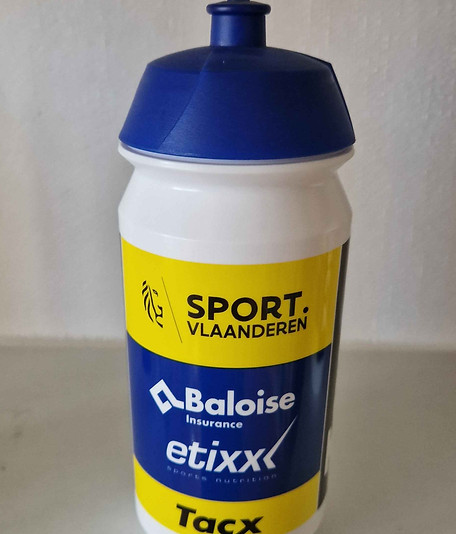 SPORT.
VLAANDEREN
Baloise
Insurance
etixx
sports nutrition
Tacx